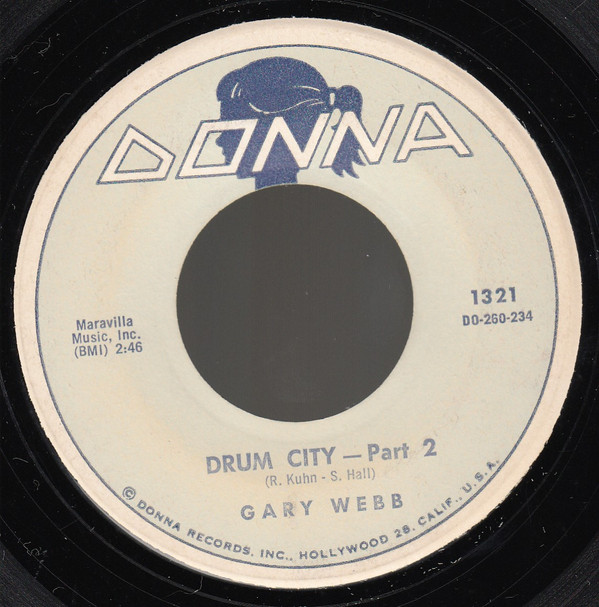 DONNA
1321
DO-260-234
Maravilla
Music, Inc.
(BMI) 2:46
DRUM CITY — Part 2
(R. Kuhn - S. Hall)
GARY WEBB
© DONNA RECORDS, INC., HOLLYWOOD 28, CALIF., U.S.A.